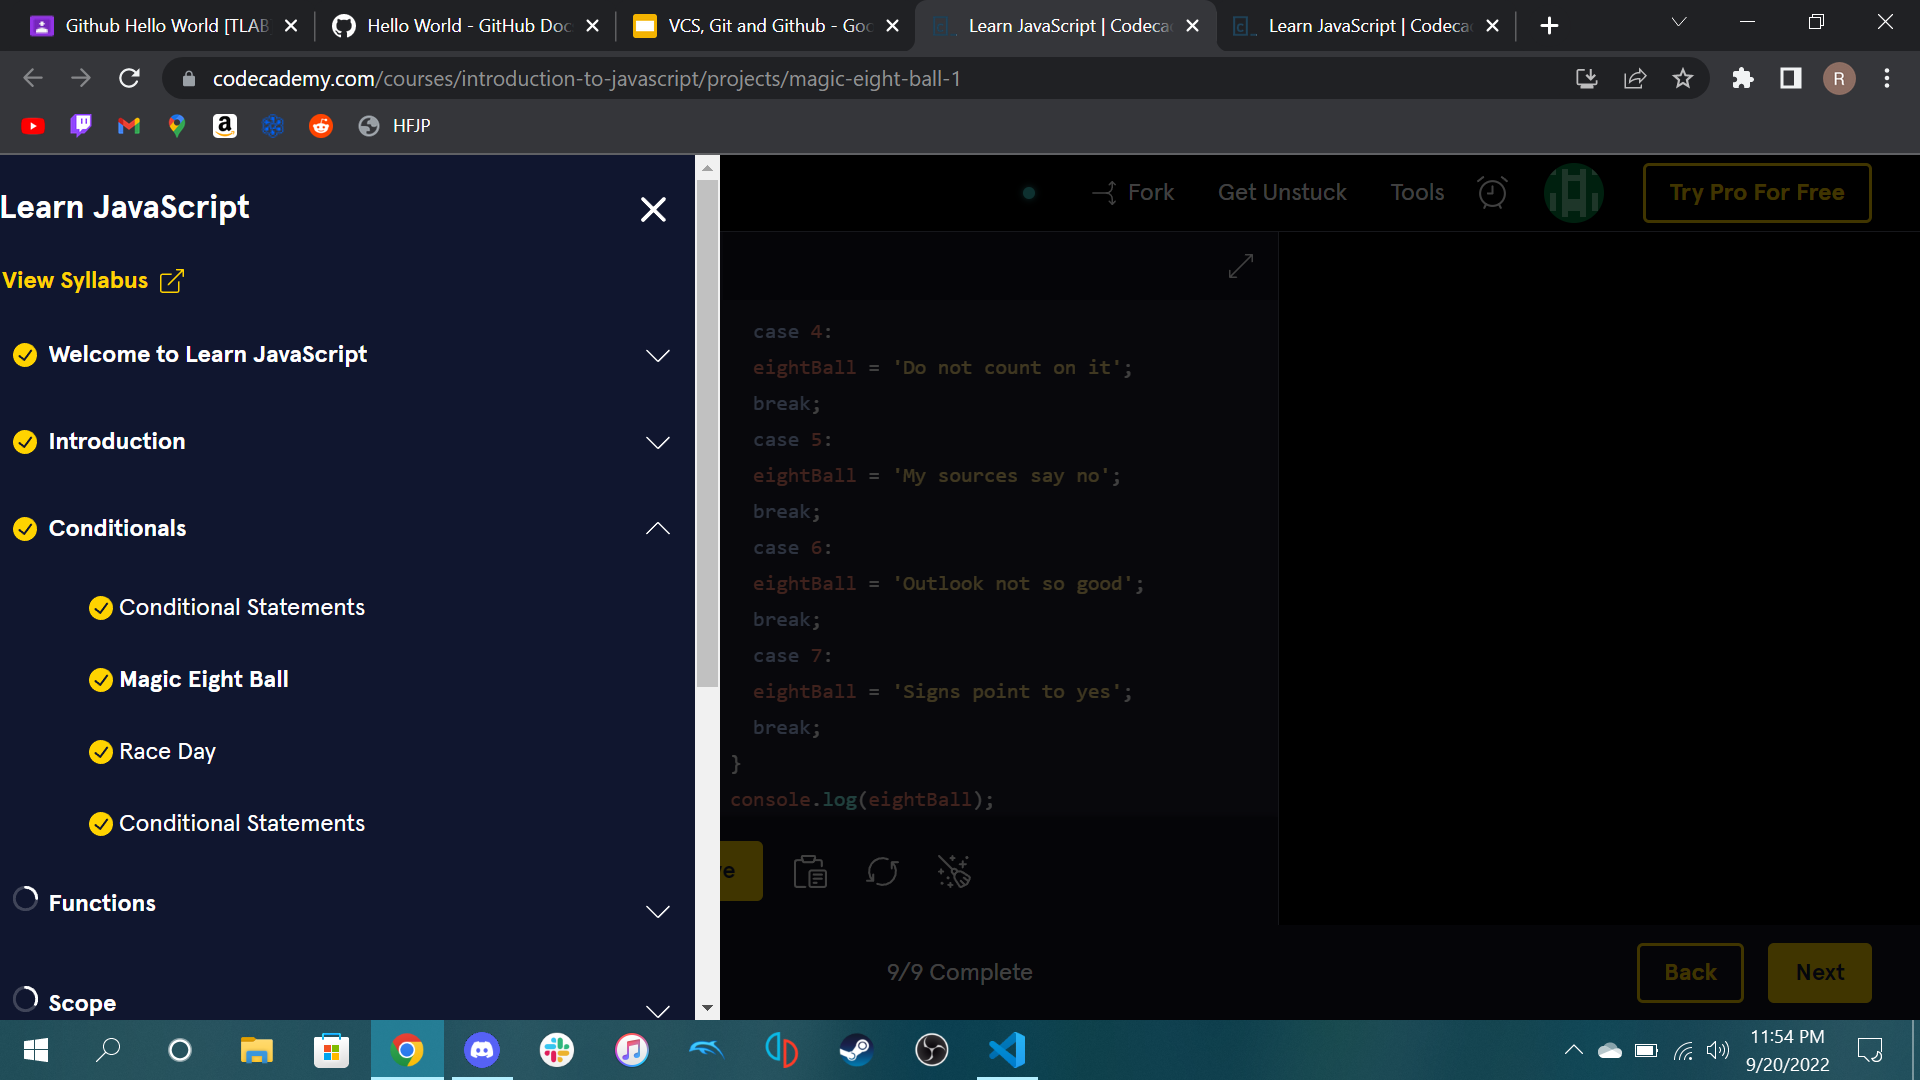 Github Hello World [TLAB
Hello World - GitHub Doc
VCS, Git and Github - Goo
Learn JavaScript | Codeca
Learn JavaScript | Codeca
codecademy.com/courses/introduction-to-javascript/projects/magic-eight-ball-1
R
HFJP
Learn JavaScript
View Syllabus
Welcome to Learn JavaScript
Introduction
Conditionals
Conditional Statements
Magic Eight Ball
Race Day
Conditional Statements
Functions
Scope
Fork
Get Unstuck
Tools
Try Pro For Free
case 4:
eightBall = 'Do not count on it';
break;
case 5:
eightBall = 'My sources say no';
break;
case 6:
eightBall = 'Outlook not so good';
break;
case 7:
eightBall = 'Signs point to yes';
break;
}
console.log(eightBall);
e
9/9 Complete
Back
Next
11:54 PM
9/20/2022